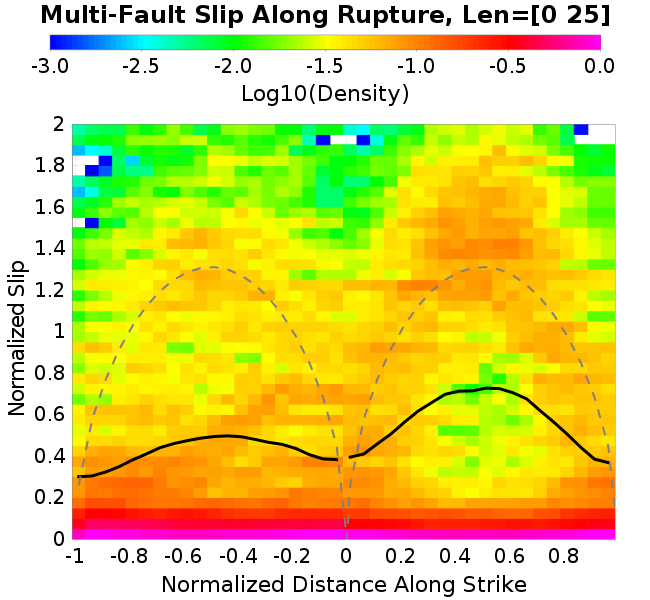 Multi-Fault Slip Along Rupture, Len=[0 25]
-3.0 -2.5 -2.0 -1.5 -1.0 -0.5 0.0
Log10(Density)
2
1.8
1.6
1.4
1.2
1
0.8
0.6
0.4
0.2
0
Normalized Slip
-1 -0.8 -0.6 -0.4 -0.2 0 0.2 0.4 0.6 0.8
Normalized Distance Along Strike